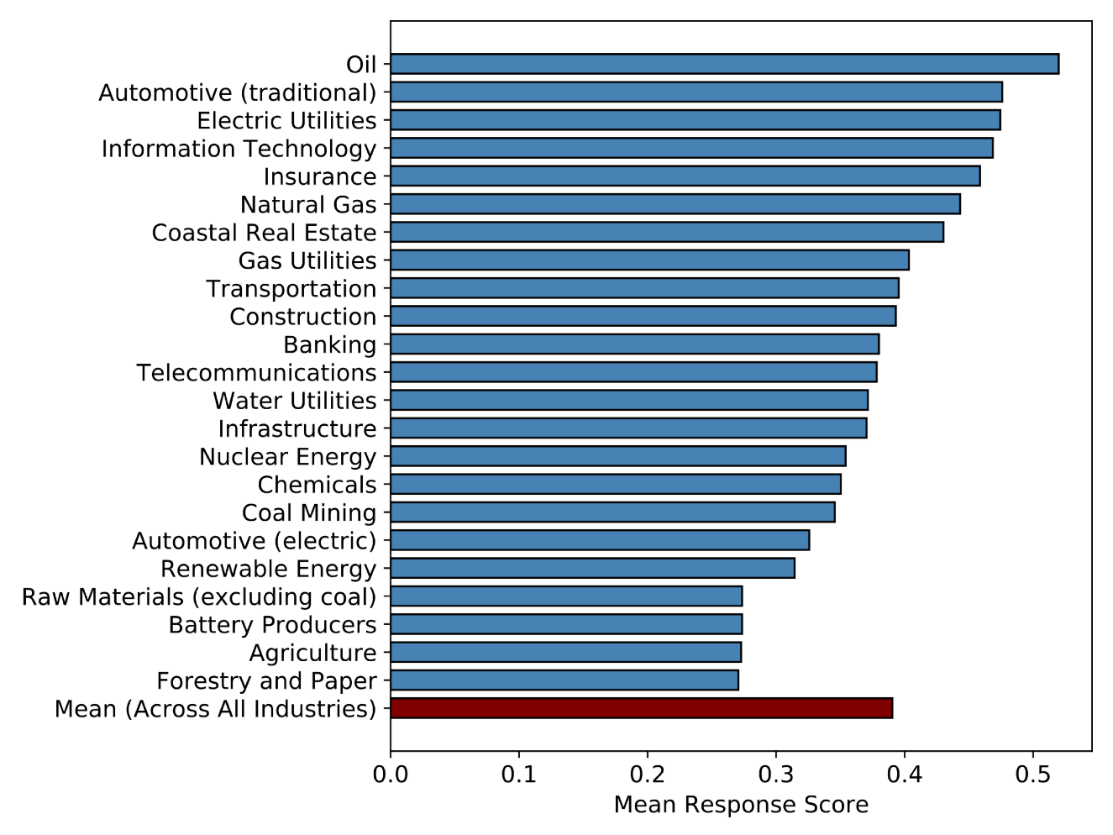 Oil
Automotive (traditional)
Electric Utilities
Information Technology
Insurance
Natural Gas
Coastal Real Estate
Gas Utilities
Transportation
Construction
Banking
Telecommunications
Water Utilities
Infrastructure
Nuclear Energy
Chemicals
Coal Mining
Automotive (electric)
Renewable Energy
Raw Materials (excluding coal)
Battery Producers
Agriculture
Forestry and Paper
Mean (Across All Industries)
0.0 0.1 0.2 0.3 0.4 0.5
Mean Response Score